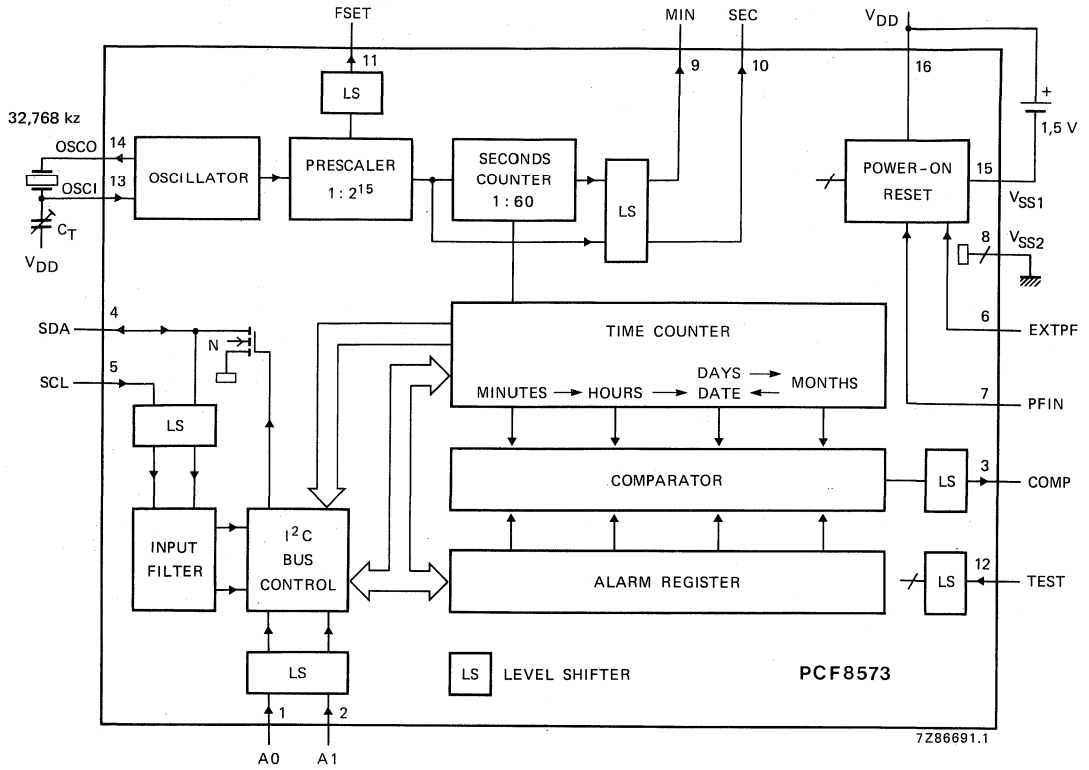 FSET
MIN
SEC
VDD
11
9
10
16
LS
+
1,5 V
32,768 kz
OSCO
14
OSCI
13
CT
VDD
OSCILLATOR
PRESCALER
1 : 2¹⁵
SECONDS
COUNTER
1 : 60
LS
POWER-ON
RESET
15
VSS1
8
VSS2
6
EXTPF
7
PFIN
4
SDA
N
5
SCL
LS
TIME COUNTER
MINUTES → HOURS → DAYS → MONTHS
DATE ←
COMPARATOR
LS
3
COMP
INPUT
FILTER
I²C
BUS
CONTROL
ALARM REGISTER
LS
12
TEST
LS
LS
LEVEL SHIFTER
PCF8573
1
2
A0
A1
7Z86691.1